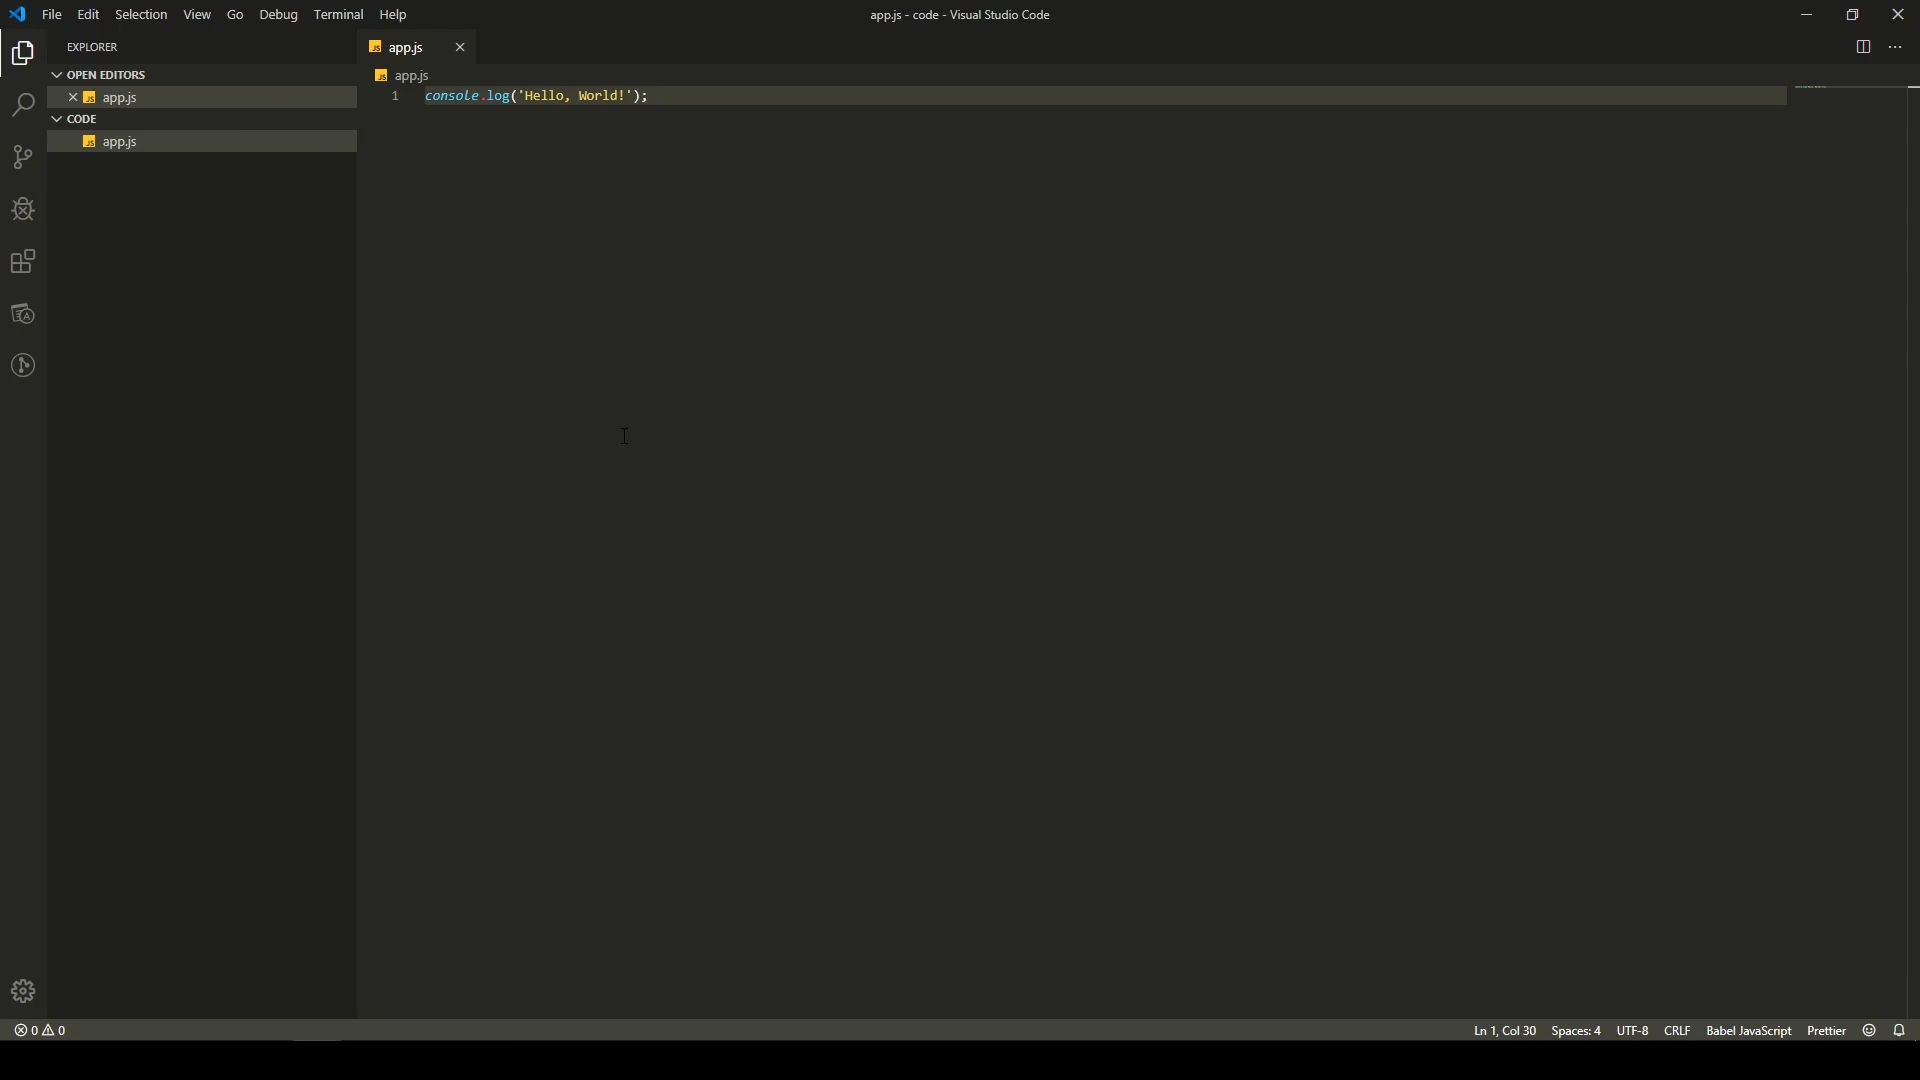 File Edit Selection View Go Debug Terminal Help
app.js - code - Visual Studio Code
EXPLORER
OPEN EDITORS
app.js
CODE
app.js
app.js
app.js
1 console.log('Hello, World!');
0 0
Ln 1, Col 30 Spaces: 4 UTF-8 CRLF Babel JavaScript Prettier